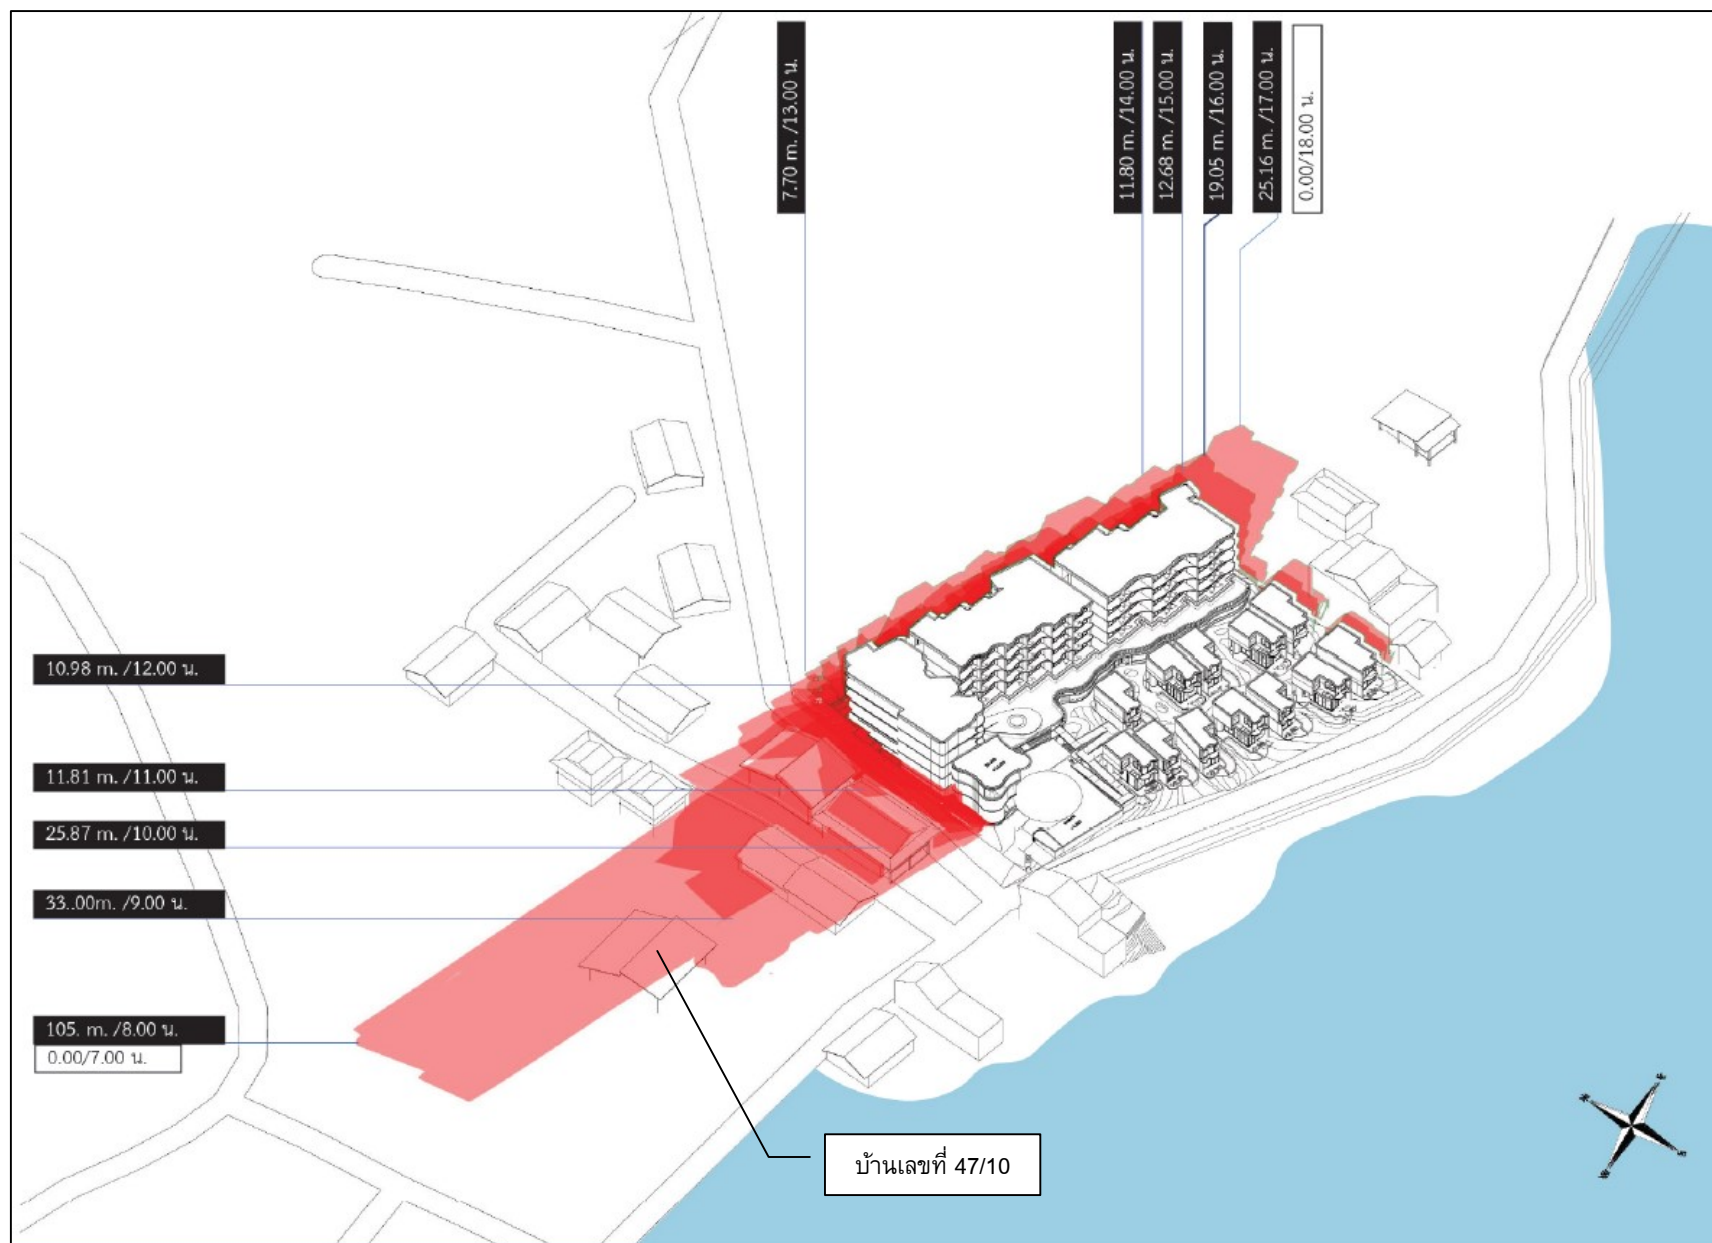 7.70 m. /13.00 น.
11.80 m. /14.00 น.
12.68 m. /15.00 น.
19.05 m. /16.00 น.
25.16 m. /17.00 น.
0.00/18.00 น.
10.98 m. /12.00 น.
11.81 m. /11.00 น.
25.87 m. /10.00 น.
33..00m. /9.00 น.
105. m. /8.00 น.
0.00/7.00 น.
บ้านเลขที่ 47/10